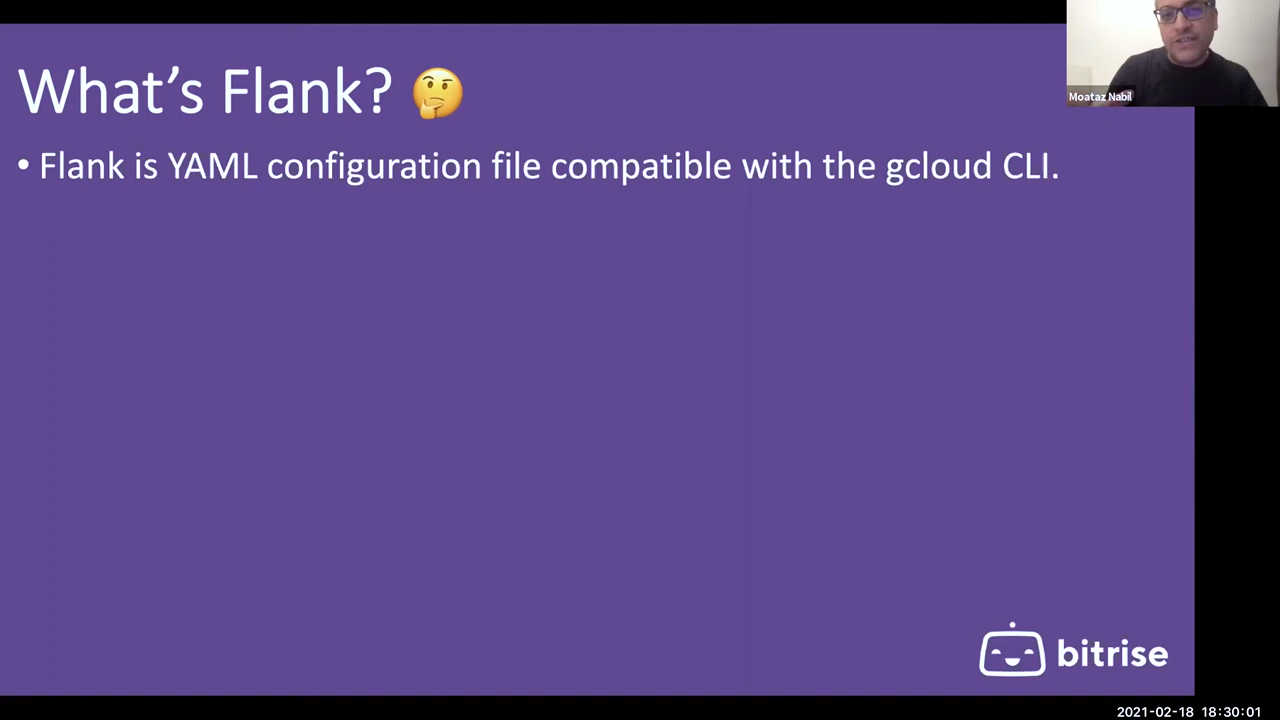 What's Flank? 🤔
• Flank is YAML configuration file compatible with the gcloud CLI.
Moataz Nabil
bitrise
2021-02-18 18:30:01